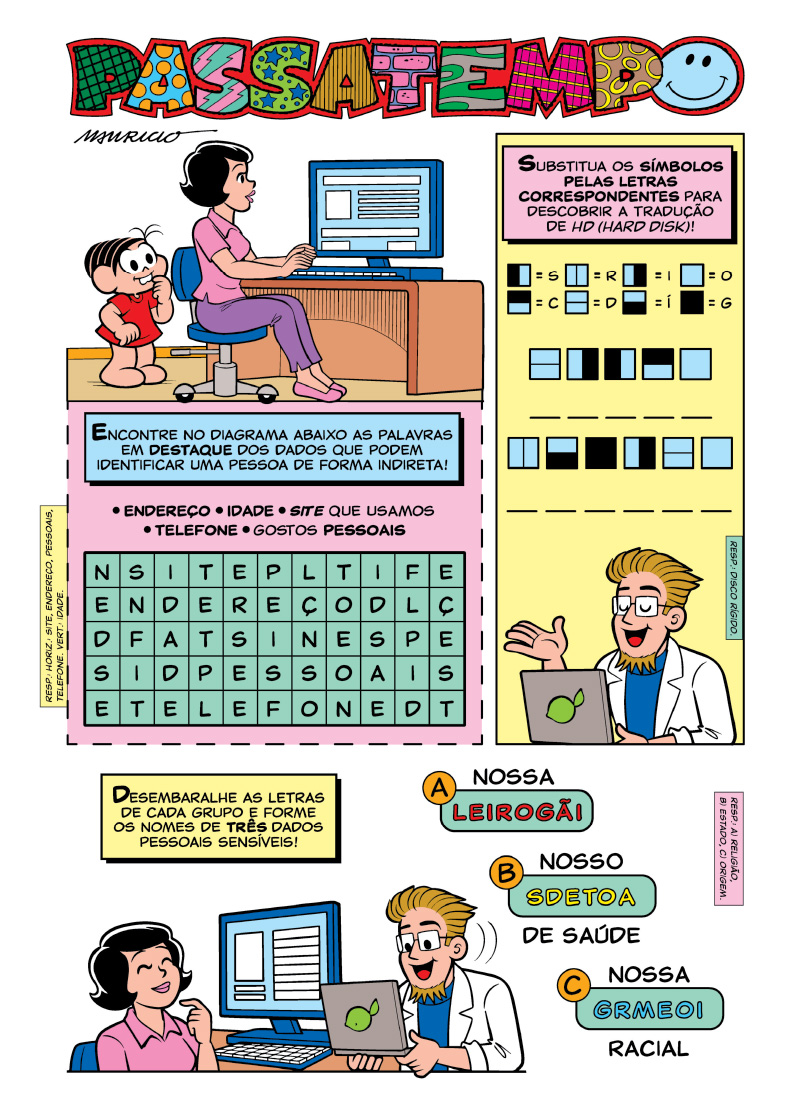 PASSATEMPO
MAURICIO
SUBSTITUA OS SÍMBOLOS
PELAS LETRAS
CORRESPONDENTES PARA
DESCOBRIR A TRADUÇÃO
DE HD (HARD DISK)!
= S = R = I = O
= C = D = Í = G
ENCONTRE NO DIAGRAMA ABAIXO AS PALAVRAS
EM DESTAQUE DOS DADOS QUE PODEM
IDENTIFICAR UMA PESSOA DE FORMA INDIRETA!
• ENDEREÇO • IDADE • SITE QUE USAMOS
• TELEFONE • GOSTOS PESSOAIS
N S I T E P L T I F E
E N D E R E Ç O D L Ç
D F A T S I N E S P E
S I D P E S S O A I S
E T E L E F O N E D T
RESP.: HORIZ.: SITE, ENDEREÇO, PESSOAIS,
TELEFONE. VERT.: IDADE.
RESP.: DISCO RÍGIDO.
DESEMBARALHE AS LETRAS
DE CADA GRUPO E FORME
OS NOMES DE TRÊS DADOS
PESSOAIS SENSÍVEIS!
A NOSSA
LEIROGÃI
B NOSSO
SDETOA
DE SAÚDE
C NOSSA
GRMEOI
RACIAL
RESP.: A) RELIGIÃO,
B) ESTADO, C) ORIGEM.